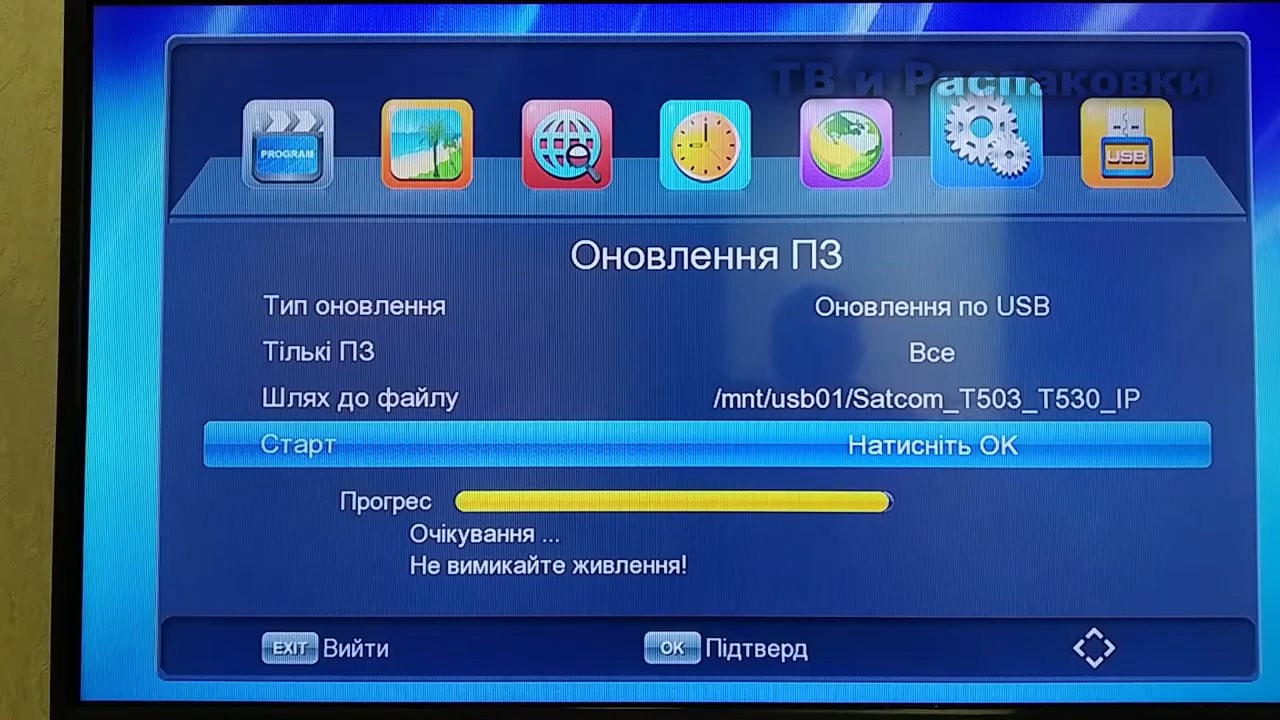 ТВ и Распаковки
PROGRAM
USB
Оновлення ПЗ
Тип оновлення Оновлення по USB
Тількі ПЗ Все
Шлях до файлу /mnt/usb01/Satcom_T503_T530_IP
Старт Натисніть OK
Прогрес
Очікування ...
Не вимикайте живлення!
EXIT Вийти OK Підтверд